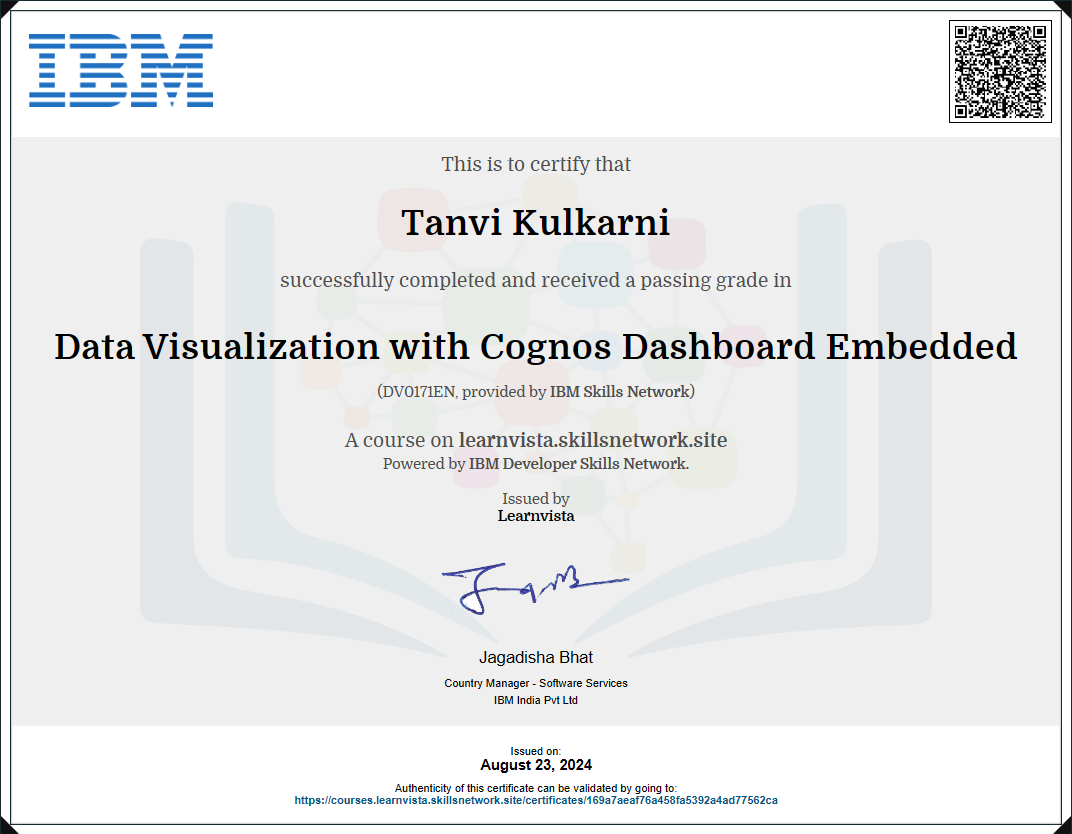 IBM
This is to certify that
Tanvi Kulkarni
successfully completed and received a passing grade in
Data Visualization with Cognos Dashboard Embedded
(DV0171EN, provided by IBM Skills Network)
A course on learnvista.skillsnetwork.site
Powered by IBM Developer Skills Network.
Issued by
Learnvista
Jagadisha Bhat
Country Manager - Software Services
IBM India Pvt Ltd
Issued on:
August 23, 2024
Authenticity of this certificate can be validated by going to:
https://courses.learnvista.skillsnetwork.site/certificates/169a7aeaf76a458fa5392a4ad77562ca